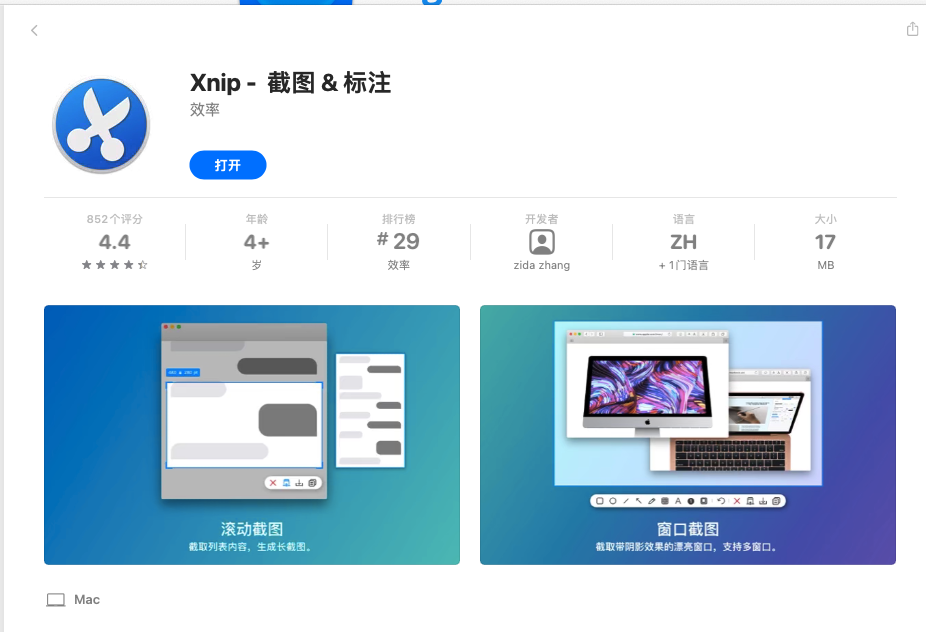 Xnip - 截图 & 标注
效率
打开
852个评分
4.4
年龄
4+
岁
排行榜
# 29
效率
开发者
zida zhang
语言
ZH
+ 1门语言
大小
17
MB
滚动截图
截取列表内容，生成长截图。
窗口截图
截取带阴影效果的漂亮窗口，支持多窗口。
Mac